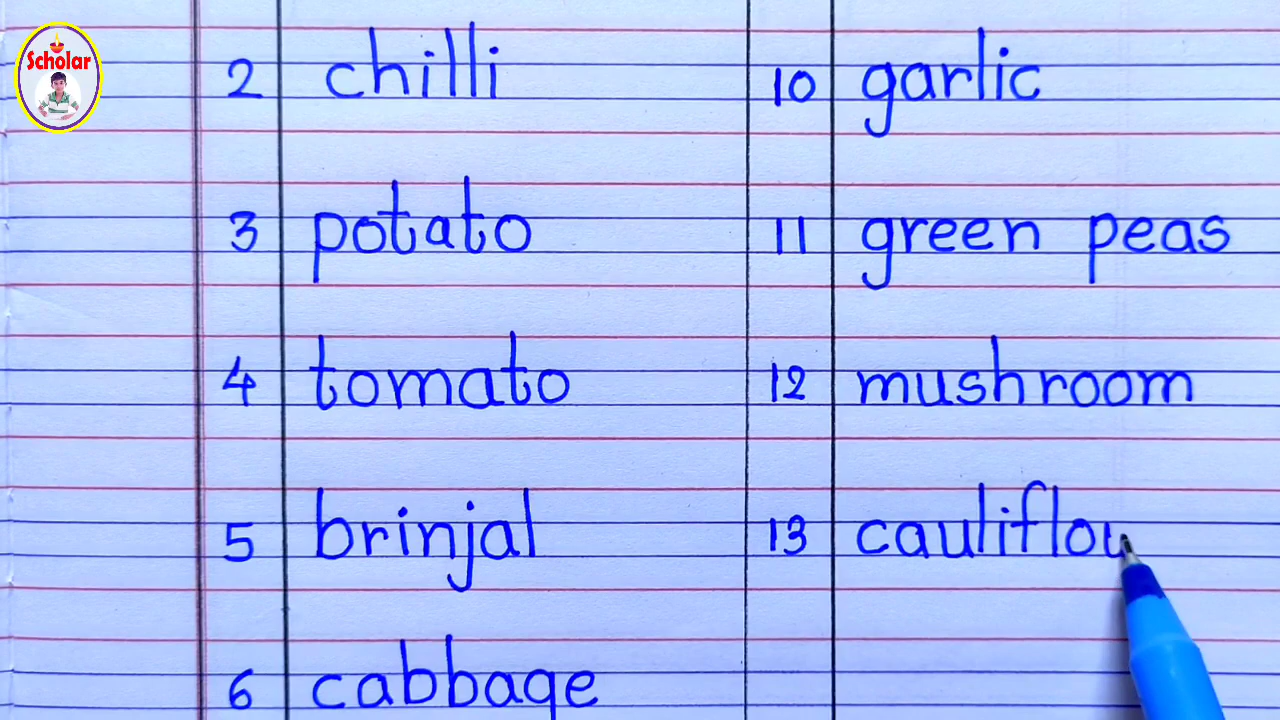 Scholar
2 chilli
3 potato
4 tomato
5 brinjal
6 cabbage
10 garlic
11 green peas
12 mushroom
13 cauliflou